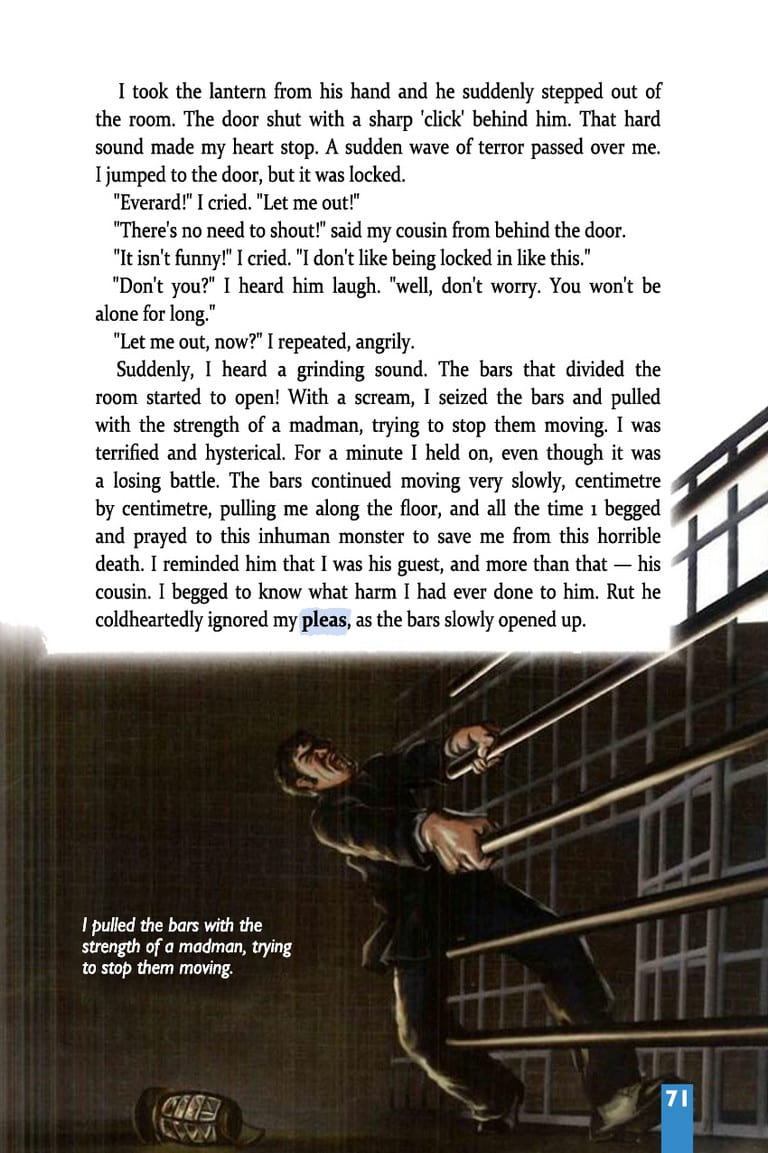 I took the lantern from his hand and he suddenly stepped out of
the room. The door shut with a sharp 'click' behind him. That hard
sound made my heart stop. A sudden wave of terror passed over me.
I jumped to the door, but it was locked.
"Everard!" I cried. "Let me out!"
"There's no need to shout!" said my cousin from behind the door.
"It isn't funny!" I cried. "I don't like being locked in like this."
"Don't you?" I heard him laugh. "well, don't worry. You won't be
alone for long."
"Let me out, now?" I repeated, angrily.
Suddenly, I heard a grinding sound. The bars that divided the
room started to open! With a scream, I seized the bars and pulled
with the strength of a madman, trying to stop them moving. I was
terrified and hysterical. For a minute I held on, even though it was
a losing battle. The bars continued moving very slowly, centimetre
by centimetre, pulling me along the floor, and all the time 1 begged
and prayed to this inhuman monster to save me from this horrible
death. I reminded him that I was his guest, and more than that — his
cousin. I begged to know what harm I had ever done to him. Rut he
coldheartedly ignored my pleas, as the bars slowly opened up.
I pulled the bars with the
strength of a madman, trying
to stop them moving.
71